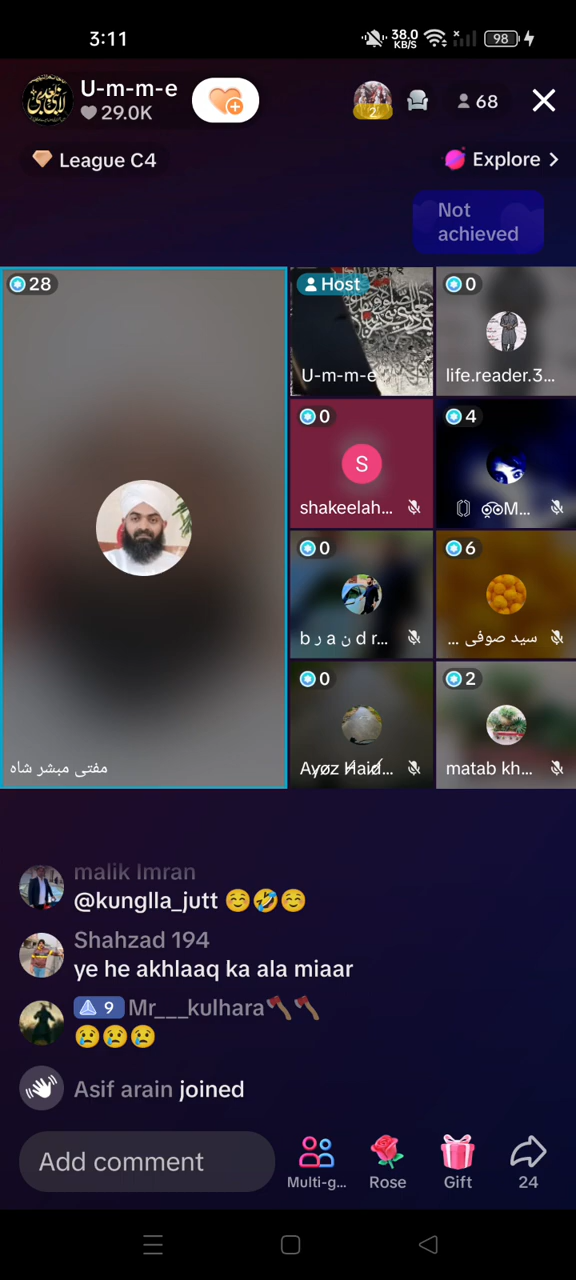 3:11
38.0
KB/S
98
U-m-m-e
29.0K
2
68
League C4
Explore
Not
achieved
28
مفتی مبشر شاہ
Host
U-m-m-e
0
life.reader.3...
0
S
shakeelah...
4
M...
0
b ر a ن d r...
6
سید صوفی ...
0
Ayøz Haid...
2
matab kh...
malik Imran
@kunglla_jutt ☺️🤣☺️
Shahzad 194
ye he akhlaaq ka ala miaar
9 Mr___kulhara🪓🪓
😢😢😢
Asif arain joined
Add comment
Multi-g...
Rose
Gift
24